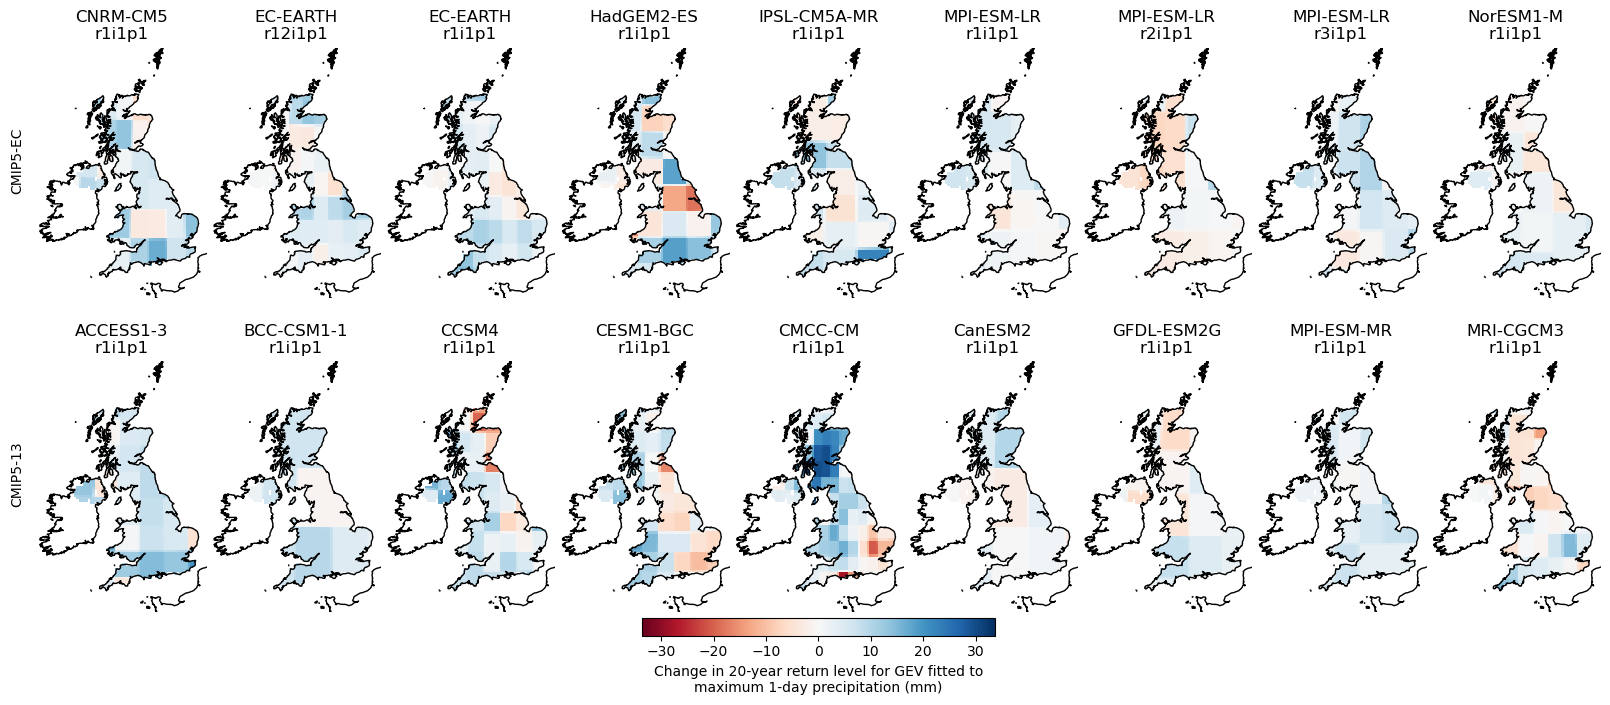 CNRM-CM5 EC-EARTH EC-EARTH HadGEM2-ES IPSL-CM5A-MR MPI-ESM-LR MPI-ESM-LR MPI-ESM-LR NorESM1-M
r1i1p1 r12i1p1 r1i1p1 r1i1p1 r1i1p1 r1i1p1 r2i1p1 r3i1p1 r1i1p1
CMIP5-EC
ACCESS1-3 BCC-CSM1-1 CCSM4 CESM1-BGC CMCC-CM CanESM2 GFDL-ESM2G MPI-ESM-MR MRI-CGCM3
r1i1p1 r1i1p1 r1i1p1 r1i1p1 r1i1p1 r1i1p1 r1i1p1 r1i1p1 r1i1p1
CMIP5-13
−30 −20 −10 0 10 20 30
Change in 20-year return level for GEV fitted to
maximum 1-day precipitation (mm)